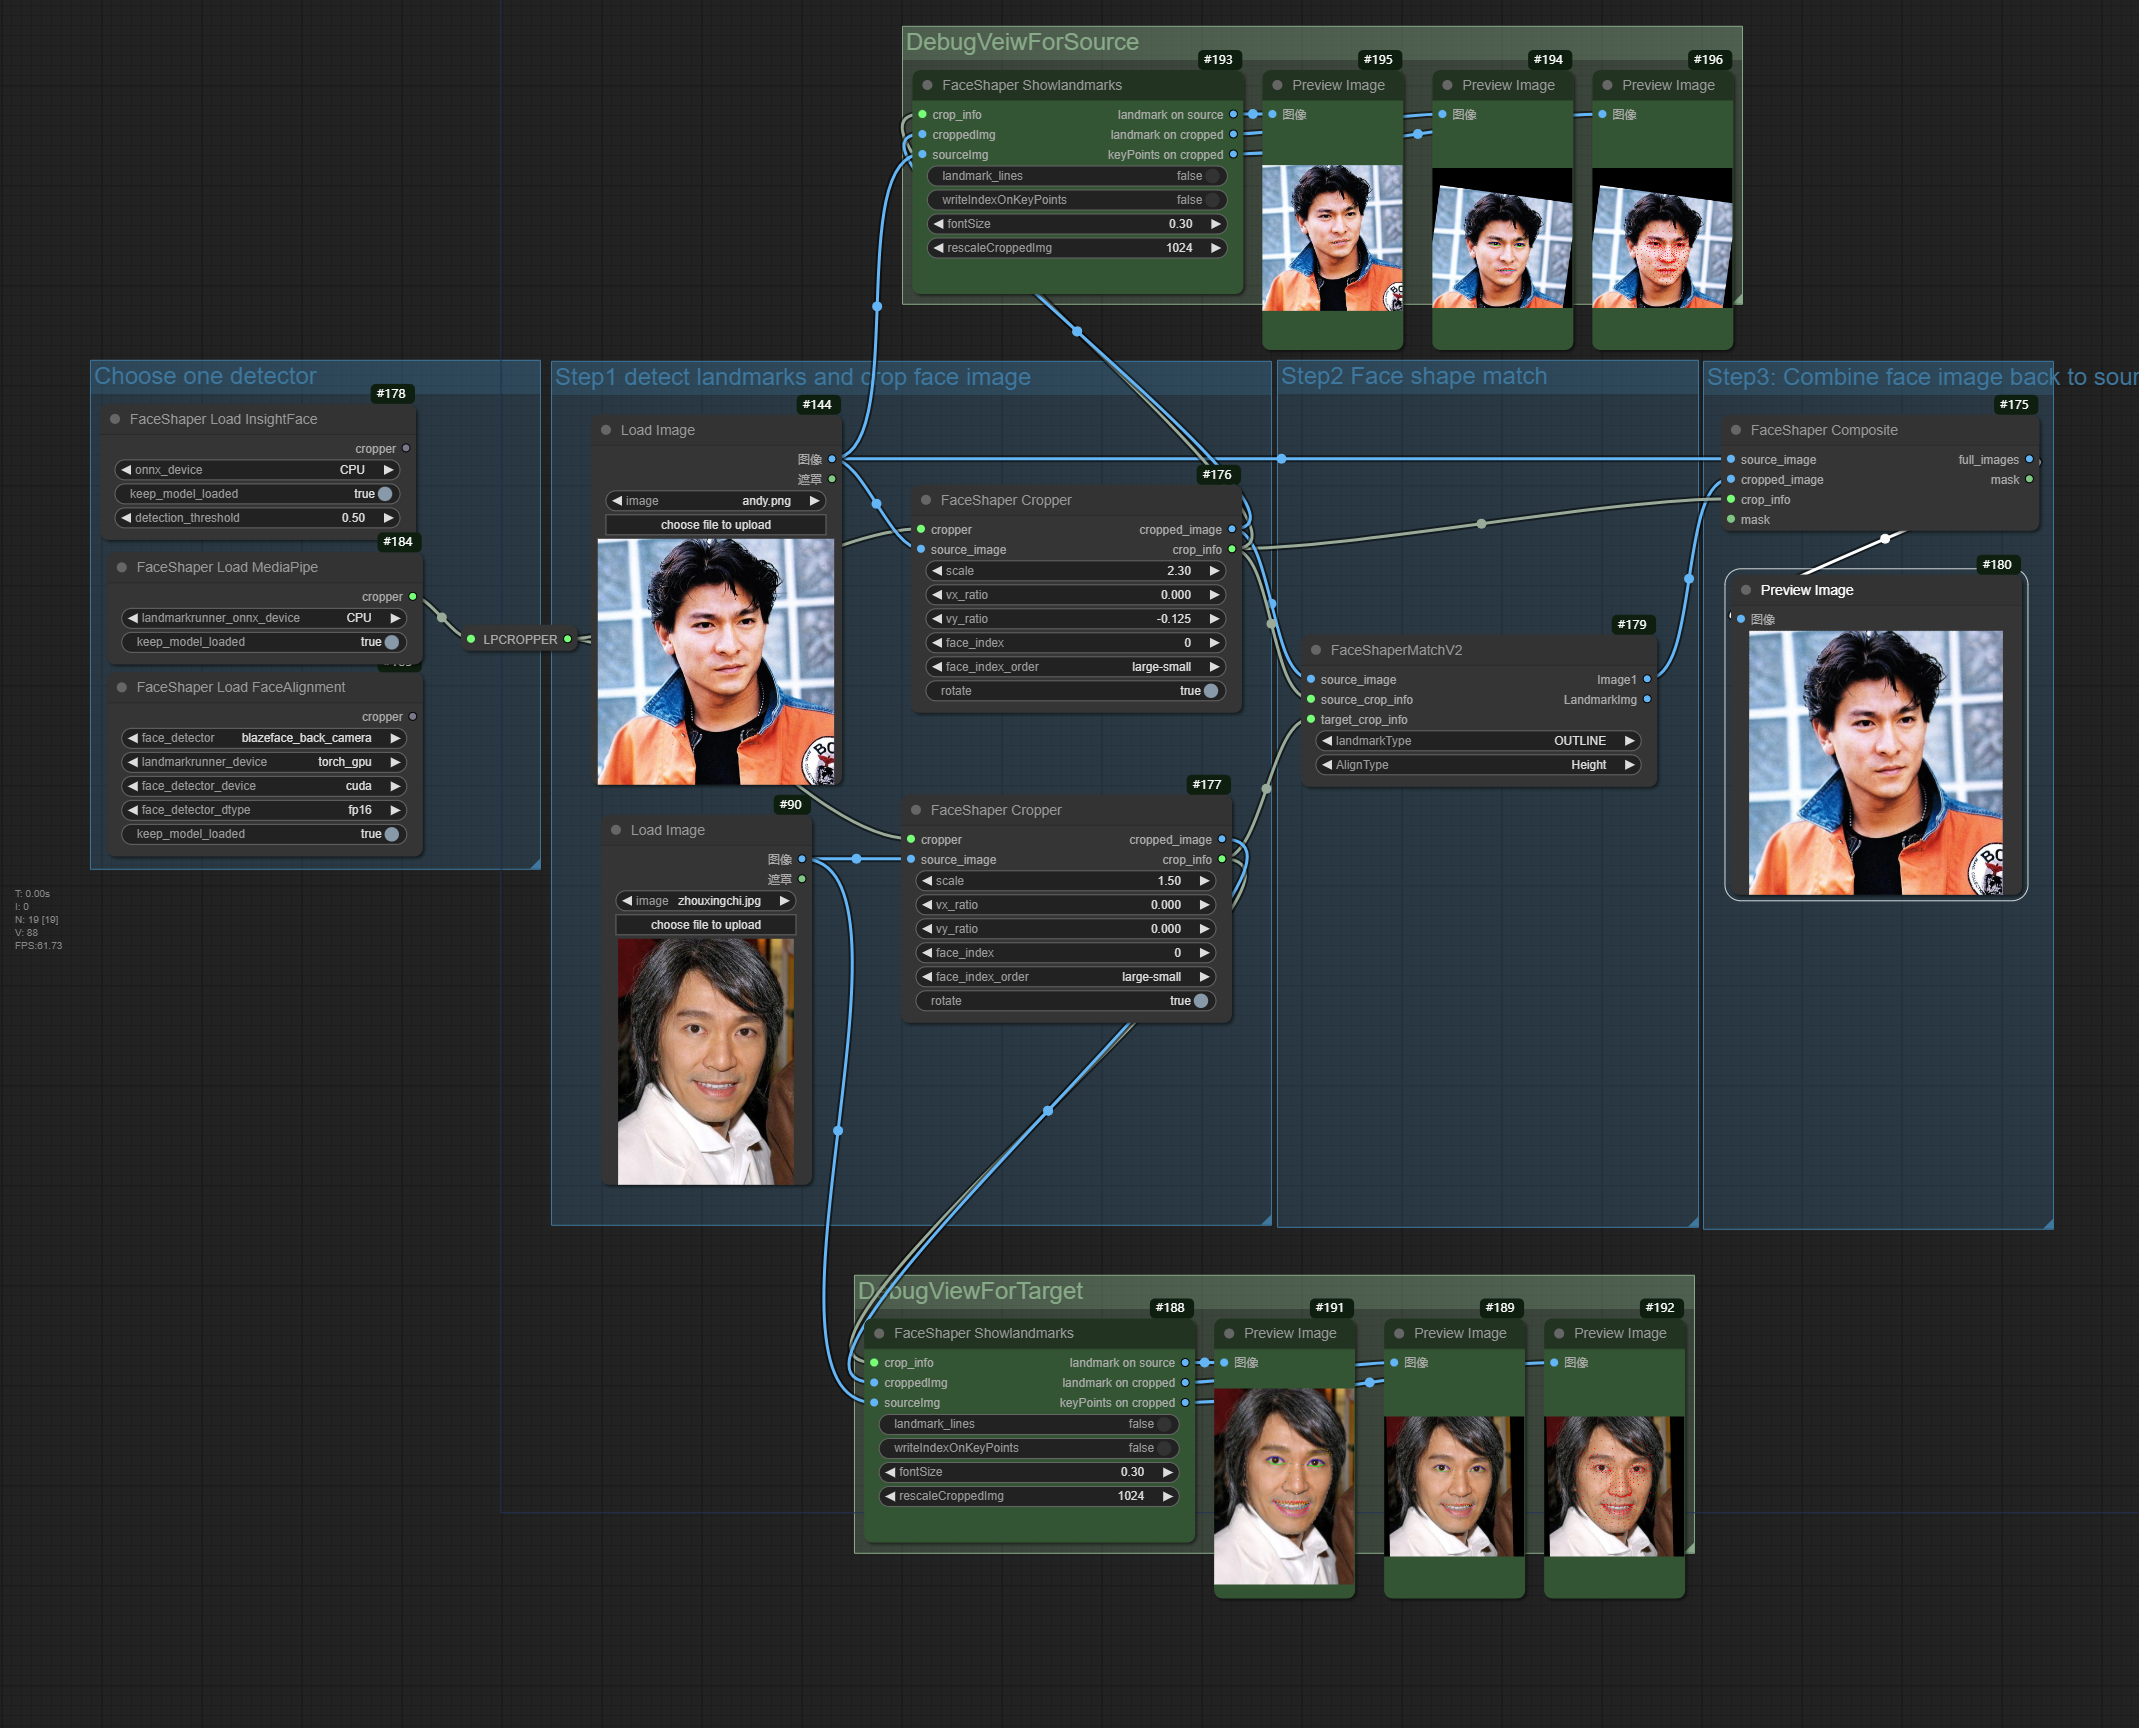 DebugVeiwForSource
#193
FaceShaper Showlandmarks
crop_info
landmark on source
croppedImg
landmark on cropped
sourceImg
keyPoints on cropped
landmark_lines false
writeIndexOnKeyPoints false
fontSize 0.30
rescaleCroppedImg 1024
#195
Preview Image
图像
#194
Preview Image
图像
#196
Preview Image
图像
Choose one detector
#178
FaceShaper Load InsightFace
cropper
onnx_device CPU
keep_model_loaded true
detection_threshold 0.50
#184
FaceShaper Load MediaPipe
cropper
landmarkrunner_onnx_device CPU
keep_model_loaded true
FaceShaper Load FaceAlignment
cropper
face_detector blazeface_back_camera
landmarkrunner_device torch_gpu
face_detector_device cuda
face_detector_dtype fp16
keep_model_loaded true
LPCROPPER
T: 0.00s
I: 0
N: 19 [19]
V: 88
FPS:61.73
Step1 detect landmarks and crop face image
#144
Load Image
图像
遮罩
image andy.png
choose file to upload
BO
#176
FaceShaper Cropper
cropper
cropped_image
source_image
crop_info
scale 2.30
vx_ratio 0.000
vy_ratio -0.125
face_index 0
face_index_order large-small
rotate true
#90
Load Image
图像
遮罩
image zhouxingchi.jpg
choose file to upload
#177
FaceShaper Cropper
cropper
cropped_image
source_image
crop_info
scale 1.50
vx_ratio 0.000
vy_ratio 0.000
face_index 0
face_index_order large-small
rotate true
Step2 Face shape match
#179
FaceShaperMatchV2
source_image
Image1
source_crop_info
LandmarkImg
target_crop_info
landmarkType OUTLINE
AlignType Height
Step3: Combine face image back to sour
#175
FaceShaper Composite
source_image
full_images
cropped_image
mask
crop_info
mask
#180
Preview Image
图像
DebugViewForTarget
#188
FaceShaper Showlandmarks
crop_info
landmark on source
croppedImg
landmark on cropped
sourceImg
keyPoints on cropped
landmark_lines false
writeIndexOnKeyPoints false
fontSize 0.30
rescaleCroppedImg 1024
#191
Preview Image
图像
#189
Preview Image
图像
#192
Preview Image
图像